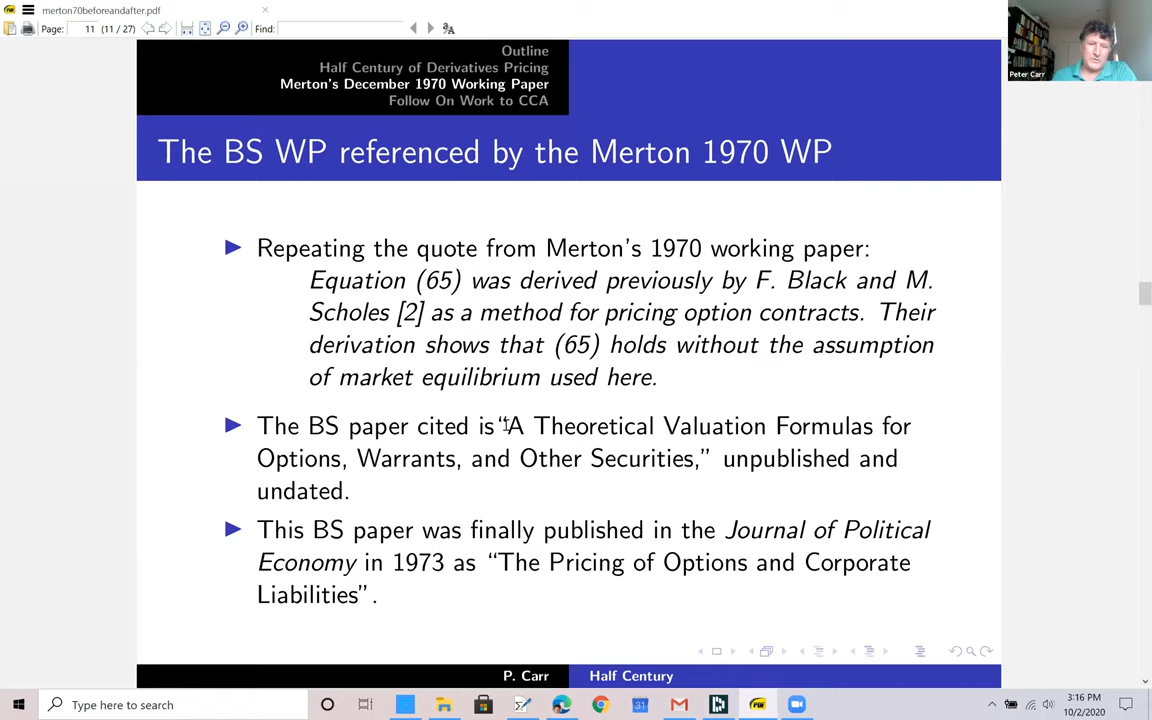 merton70beforeandafter.pdf
Page: 11 (11 / 27) Find:
Outline
Half Century of Derivatives Pricing
Merton's December 1970 Working Paper
Follow On Work to CCA
Peter Carr
The BS WP referenced by the Merton 1970 WP
Repeating the quote from Merton's 1970 working paper:
Equation (65) was derived previously by F. Black and M.
Scholes [2] as a method for pricing option contracts. Their
derivation shows that (65) holds without the assumption
of market equilibrium used here.
The BS paper cited is "A Theoretical Valuation Formulas for
Options, Warrants, and Other Securities," unpublished and
undated.
This BS paper was finally published in the Journal of Political
Economy in 1973 as "The Pricing of Options and Corporate
Liabilities".
P. Carr Half Century
Type here to search
3:16 PM
10/2/2020